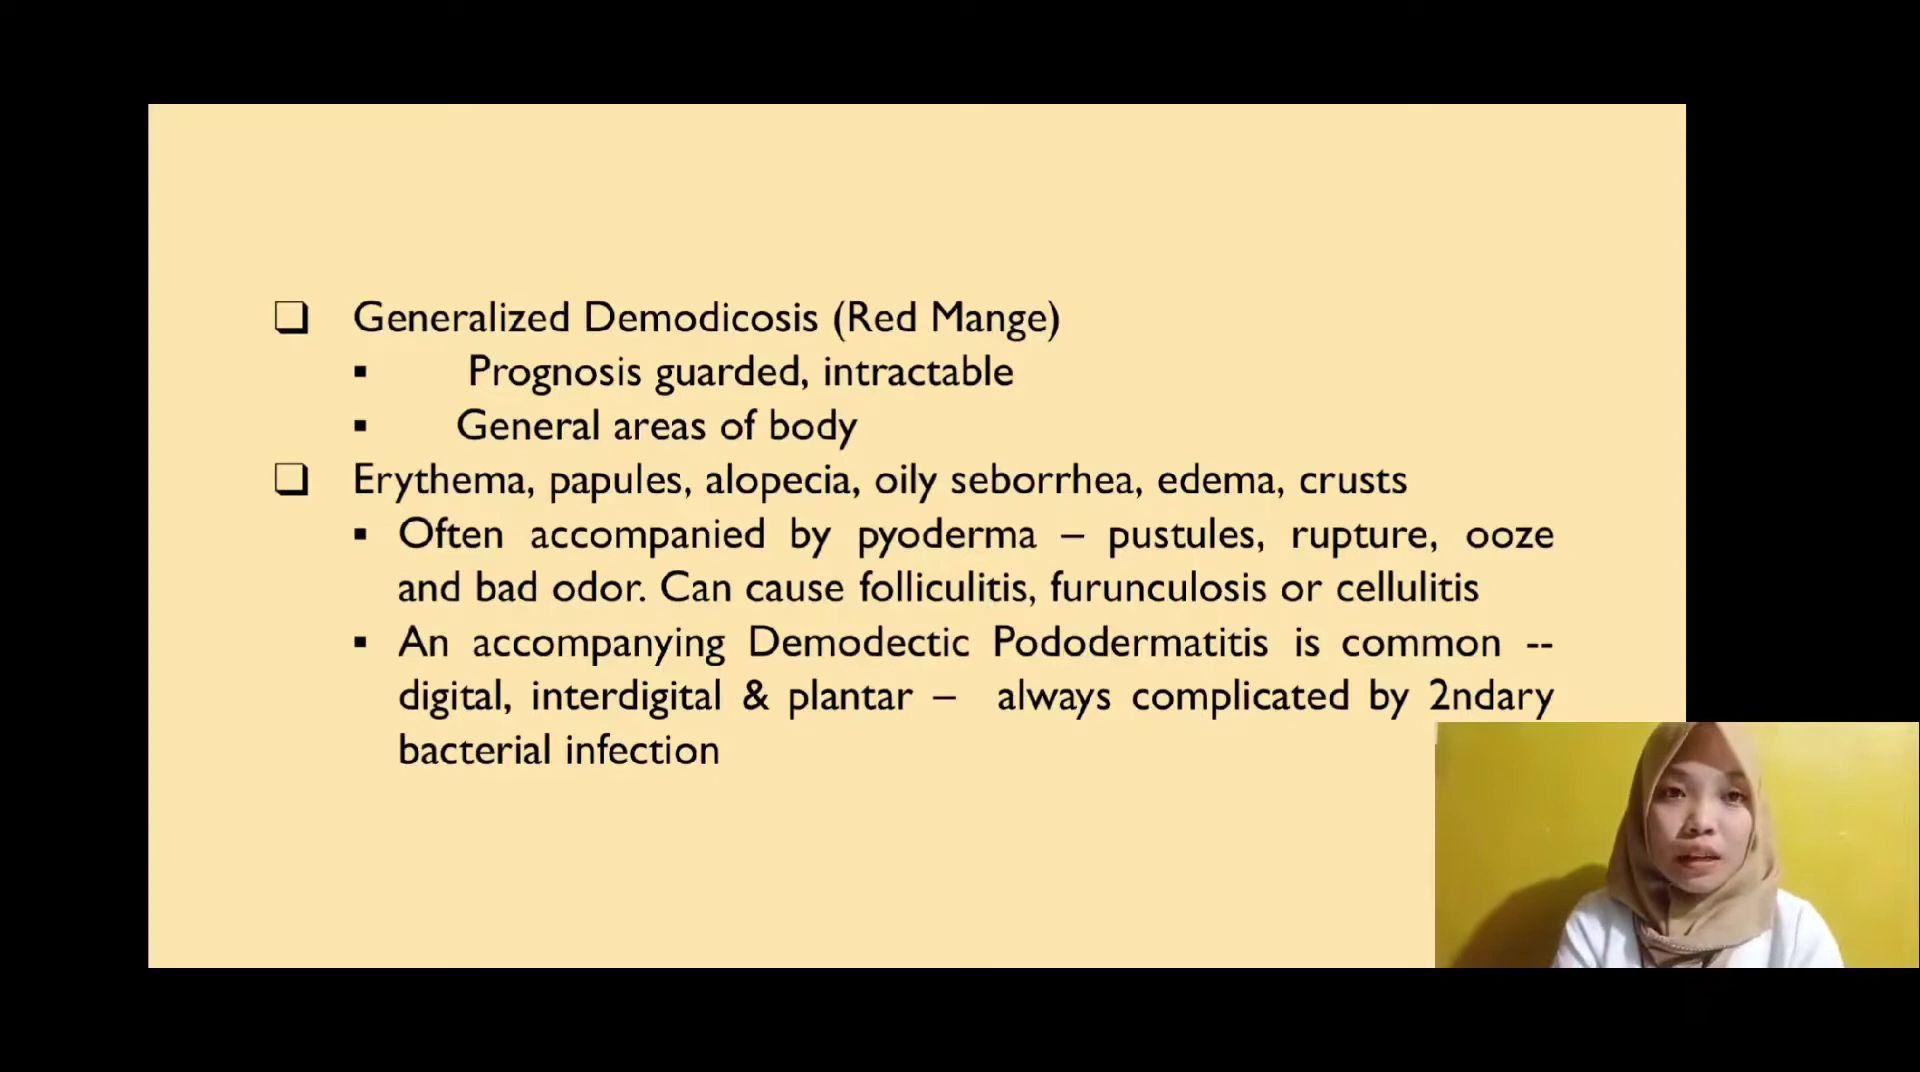 ❑ Generalized Demodicosis (Red Mange)
▪ Prognosis guarded, intractable
▪ General areas of body
❑ Erythema, papules, alopecia, oily seborrhea, edema, crusts
▪ Often accompanied by pyoderma – pustules, rupture, ooze
and bad odor. Can cause folliculitis, furunculosis or cellulitis
▪ An accompanying Demodectic Pododermatitis is common --
digital, interdigital & plantar – always complicated by 2ndary
bacterial infection